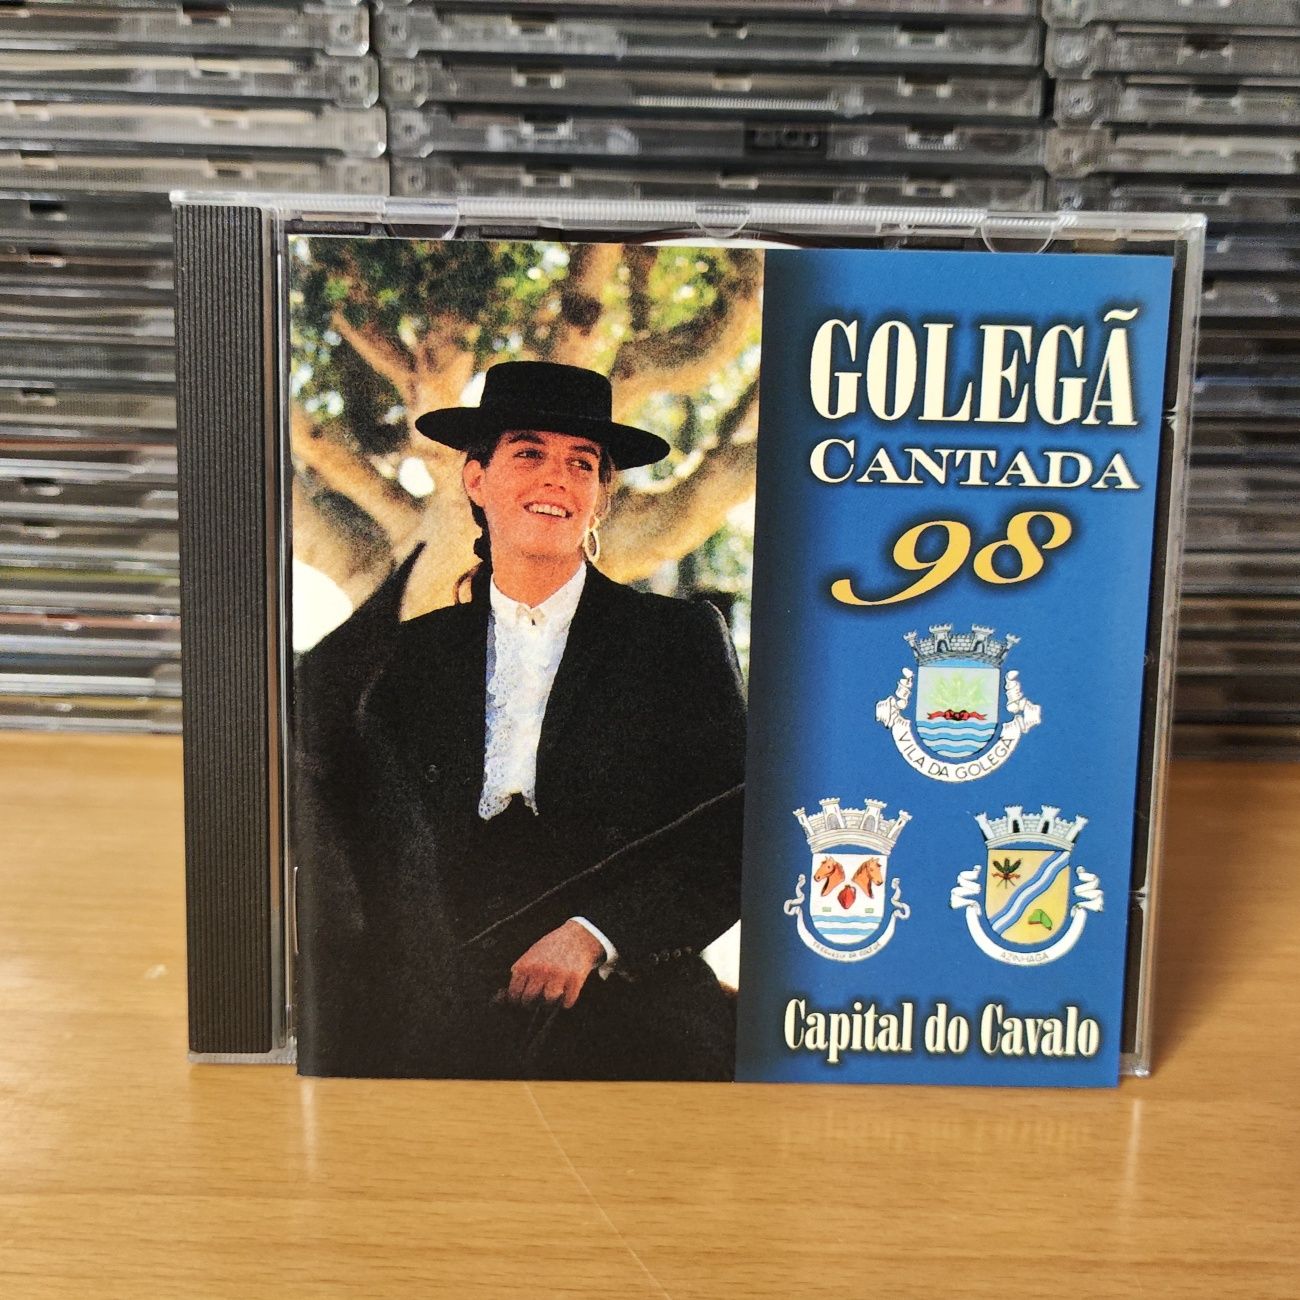 GOLEGÃ
CANTADA
98
VILA DA GOLEGÃ
AZINHAGA
Capital do Cavalo